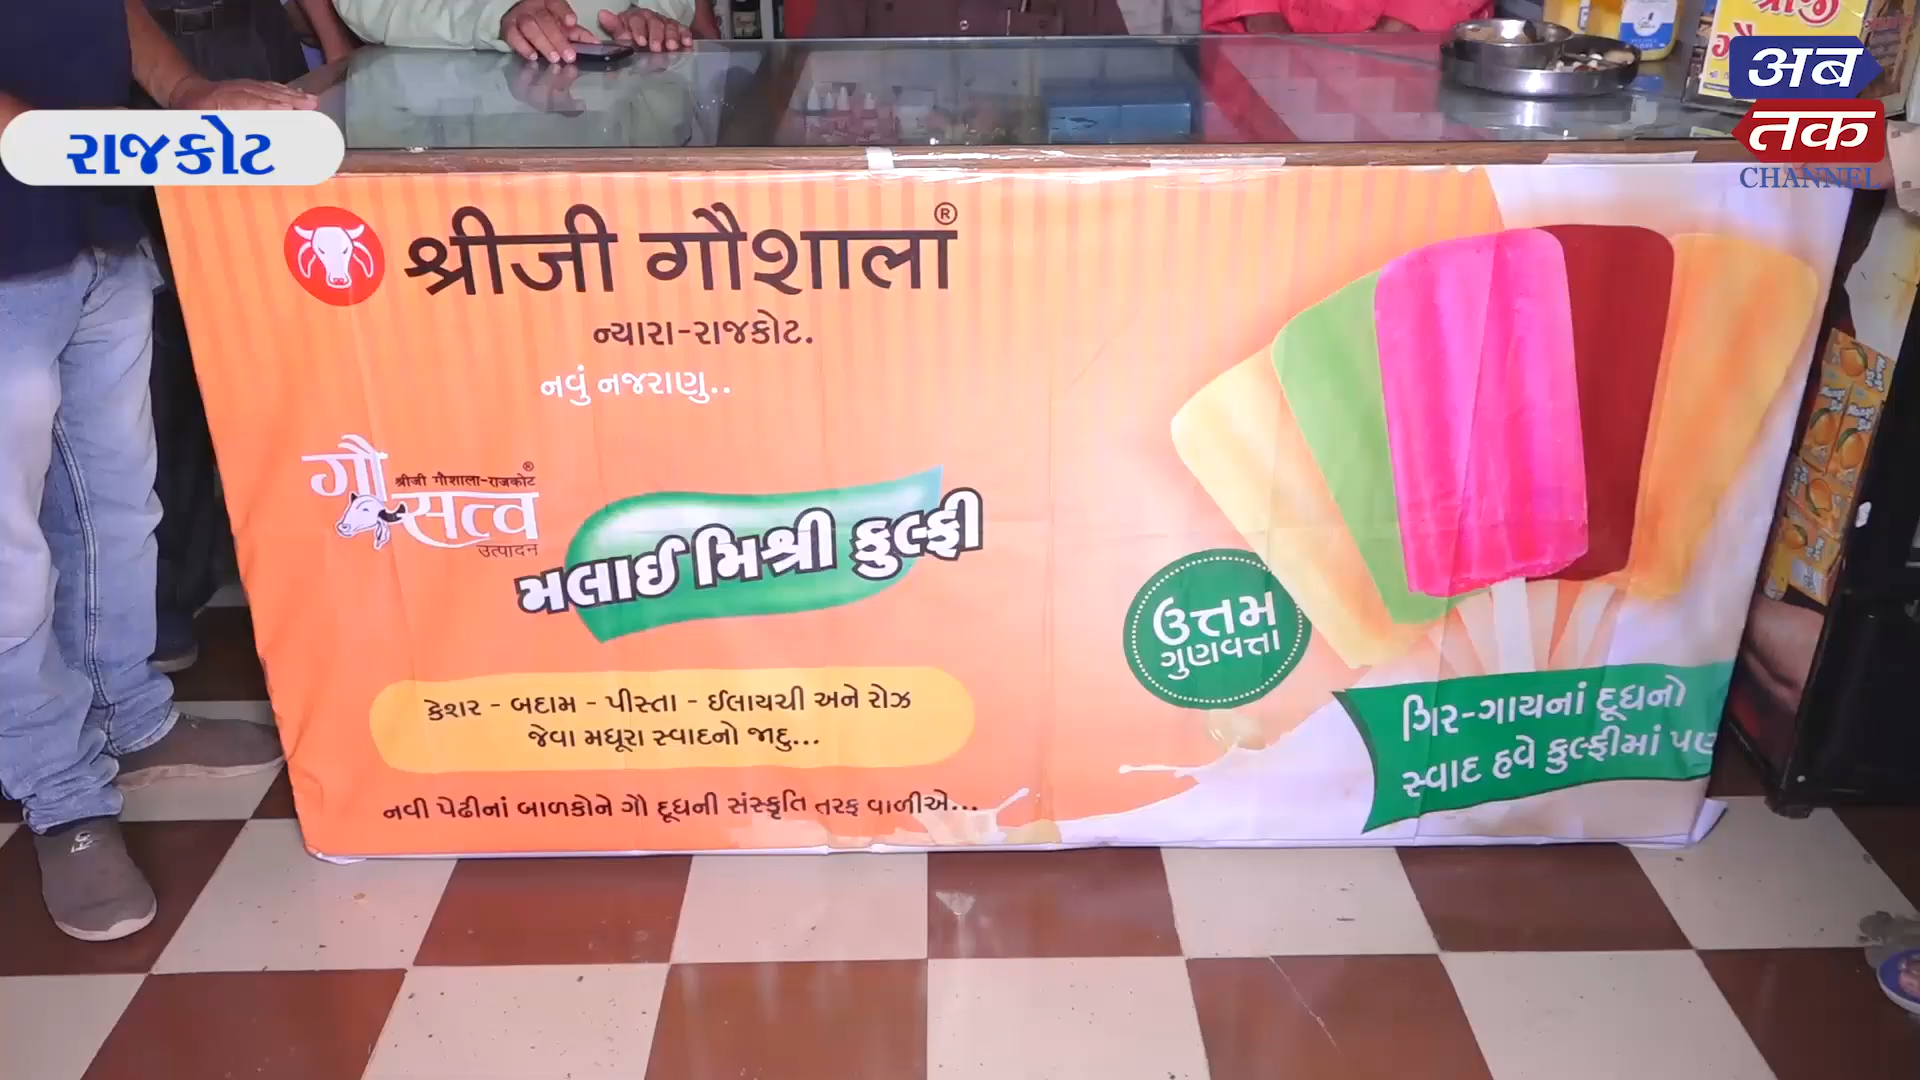 રાજકોટ
अब
तक
CHANNEL
શ્રીજી
श्रीजी गौशाला®
ન્યારા-રાજકોટ.
નવું નજરાણુ..
गौ
श्रीजी गौशाला-राजकोट ®
सत्व
उत्पादन
મલાઈ મિશ્રી કુલ્ફી
ઉત્તમ
ગુણવત્તા
કેશર - બદામ - પીસ્તા - ઈલાયચી અને રોઝ
જેવા મધૂરા સ્વાદનો જાદુ...
ગિર-ગાયનાં દૂધનો
સ્વાદ હવે કુલ્ફીમાં પણ
નવી પેઢીનાં બાળકોને ગૌ દૂધની સંસ્કૃતિ તરફ વાળીએ...